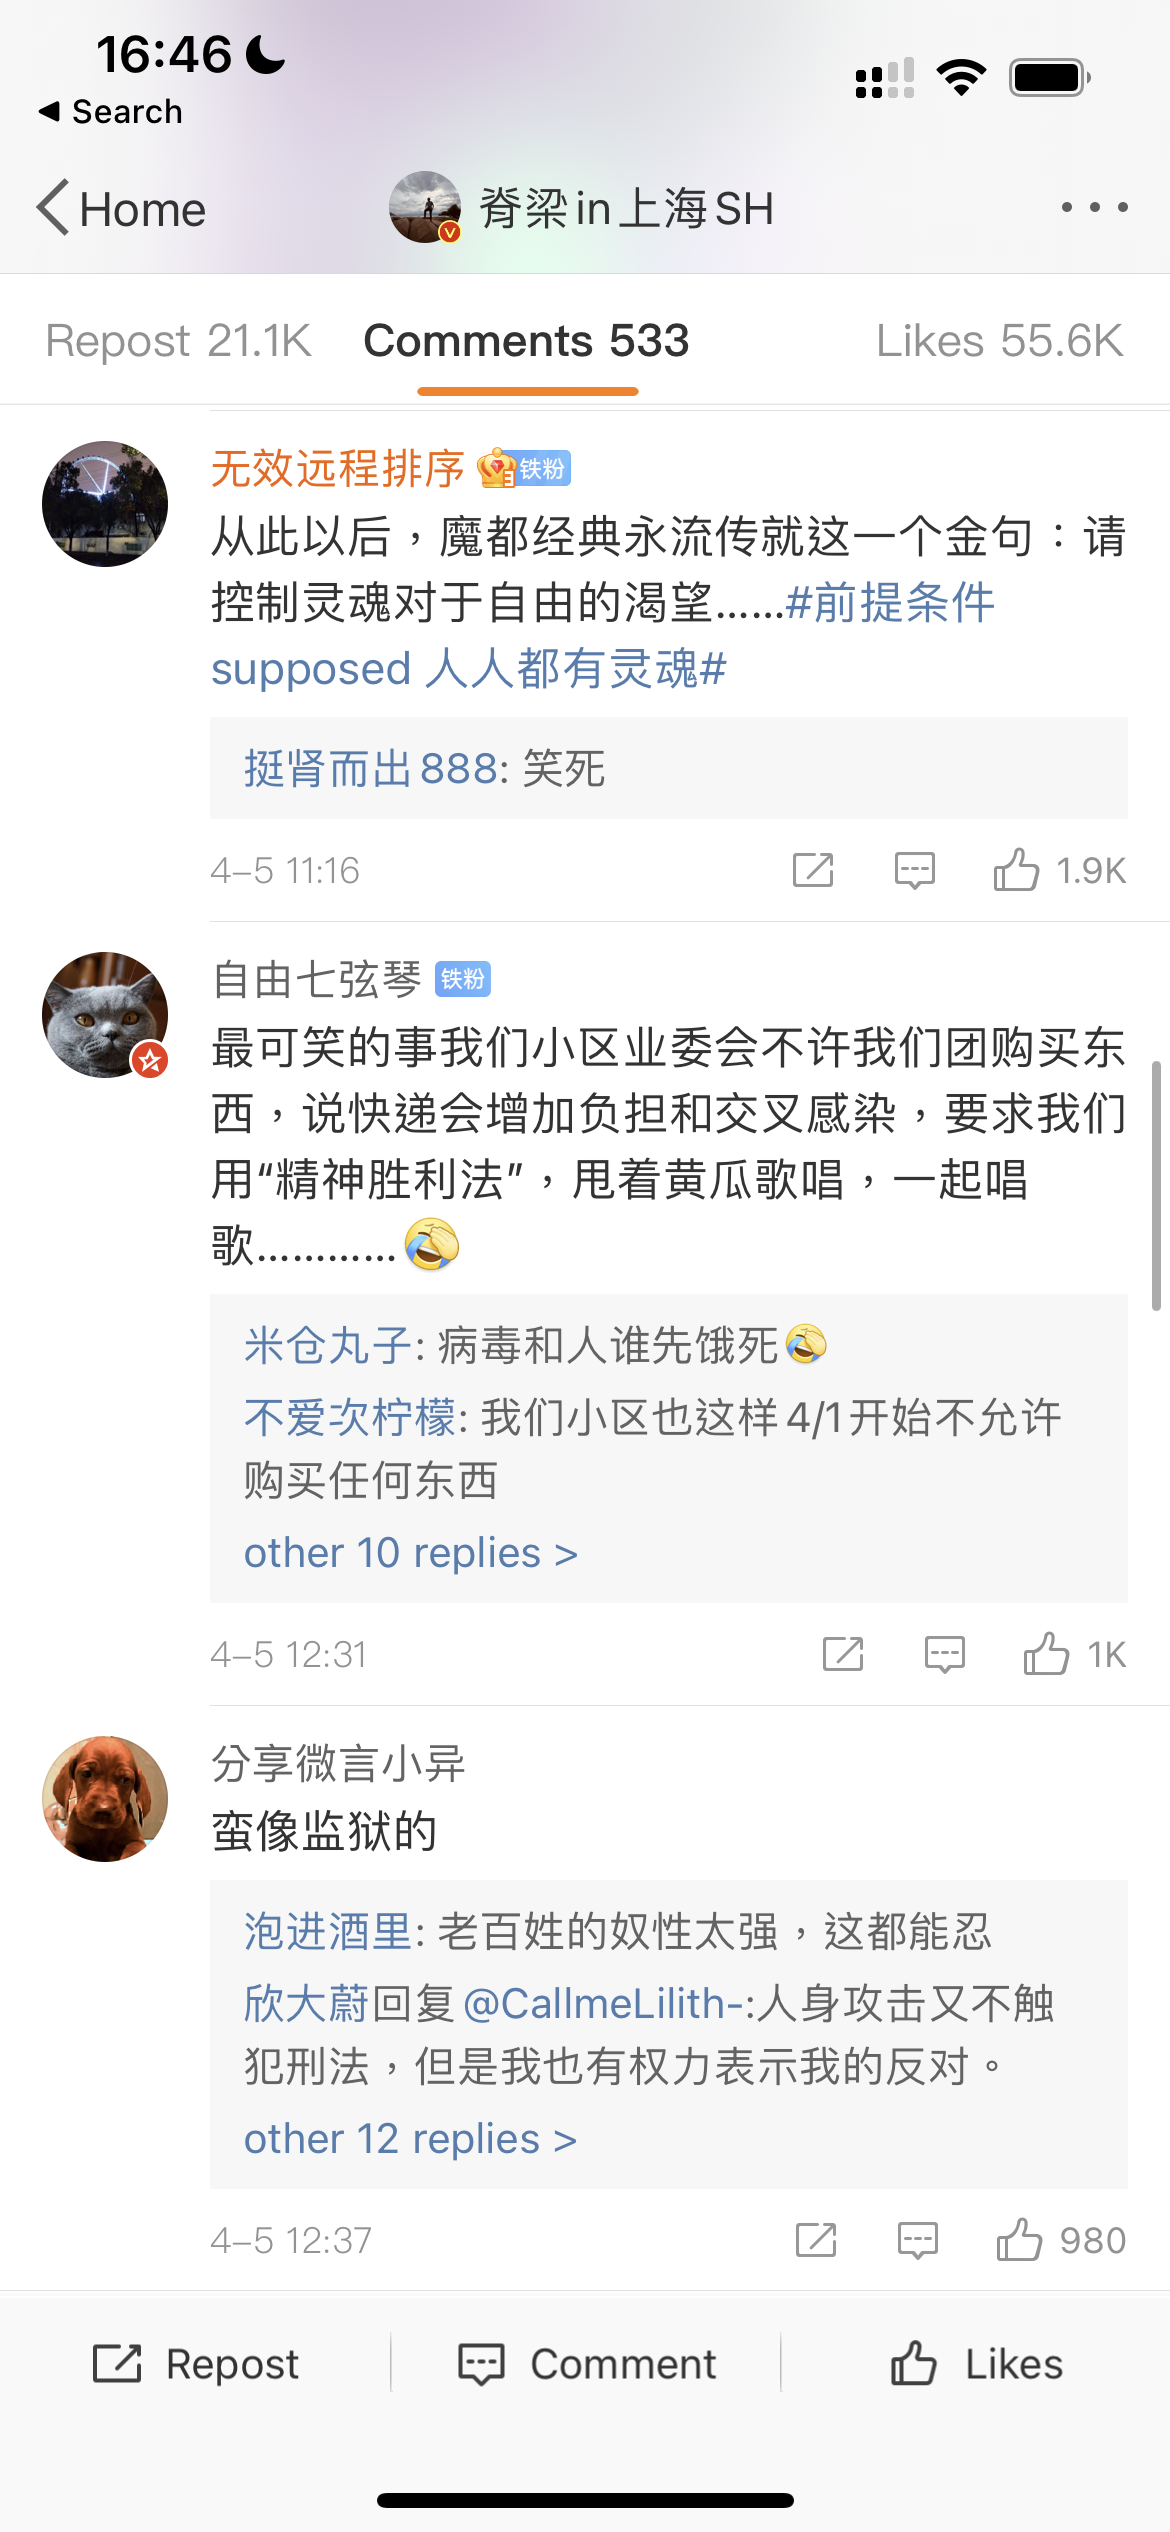 16:46
◀ Search
Home
脊梁in上海SH
Repost 21.1K
Comments 533
Likes 55.6K
无效远程排序 铁粉
从此以后，魔都经典永流传就这一个金句：请
控制灵魂对于自由的渴望......#前提条件
supposed 人人都有灵魂#
挺肾而出888: 笑死
4-5 11:16
1.9K
自由七弦琴 铁粉
最可笑的事我们小区业委会不许我们团购买东
西，说快递会增加负担和交叉感染，要求我们
用“精神胜利法”，甩着黄瓜歌唱，一起唱
歌............🤣
米仓丸子: 病毒和人谁先饿死🤣
不爱次柠檬: 我们小区也这样4/1开始不允许
购买任何东西
other 10 replies >
4-5 12:31
1K
分享微言小异
蛮像监狱的
泡进酒里: 老百姓的奴性太强，这都能忍
欣大蔚回复@CallmeLilith-:人身攻击又不触
犯刑法，但是我也有权力表示我的反对。
other 12 replies >
4-5 12:37
980
Repost
Comment
Likes